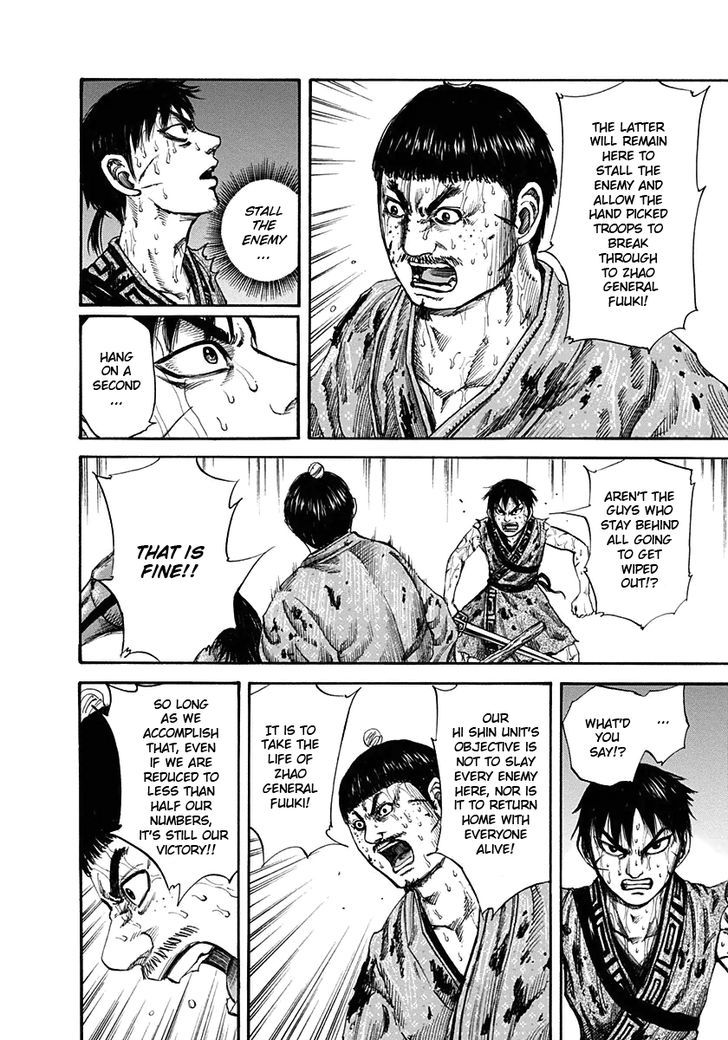 THE LATTER
WILL REMAIN
HERE TO
STALL THE
ENEMY AND
ALLOW THE
HAND PICKED
TROOPS TO
BREAK
THROUGH
TO ZHAO
GENERAL
FUUKI!
STALL
THE
ENEMY
...
HANG
ON A
SECOND
...
AREN'T THE
GUYS WHO
STAY BEHIND
ALL GOING
TO GET
WIPED
OUT!?
THAT IS
FINE!!
...
WHAT'D
YOU
SAY!?
OUR
HI SHIN UNIT'S
OBJECTIVE IS
NOT TO SLAY
EVERY ENEMY
HERE, NOR IS
IT TO RETURN
HOME WITH
EVERYONE
ALIVE!
IT IS TO
TAKE THE
LIFE OF
ZHAO
GENERAL
FUUKI!
SO LONG
AS WE
ACCOMPLISH
THAT, EVEN
IF WE ARE
REDUCED TO
LESS THAN
HALF OUR
NUMBERS,
IT'S STILL OUR
VICTORY!!